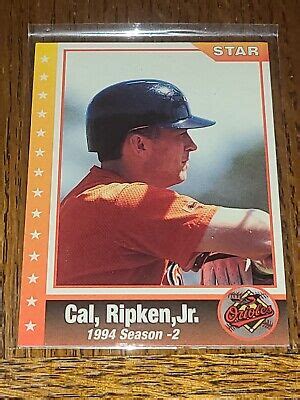 STAR
Cal, Ripken,Jr.
1994 Season -2
Orioles